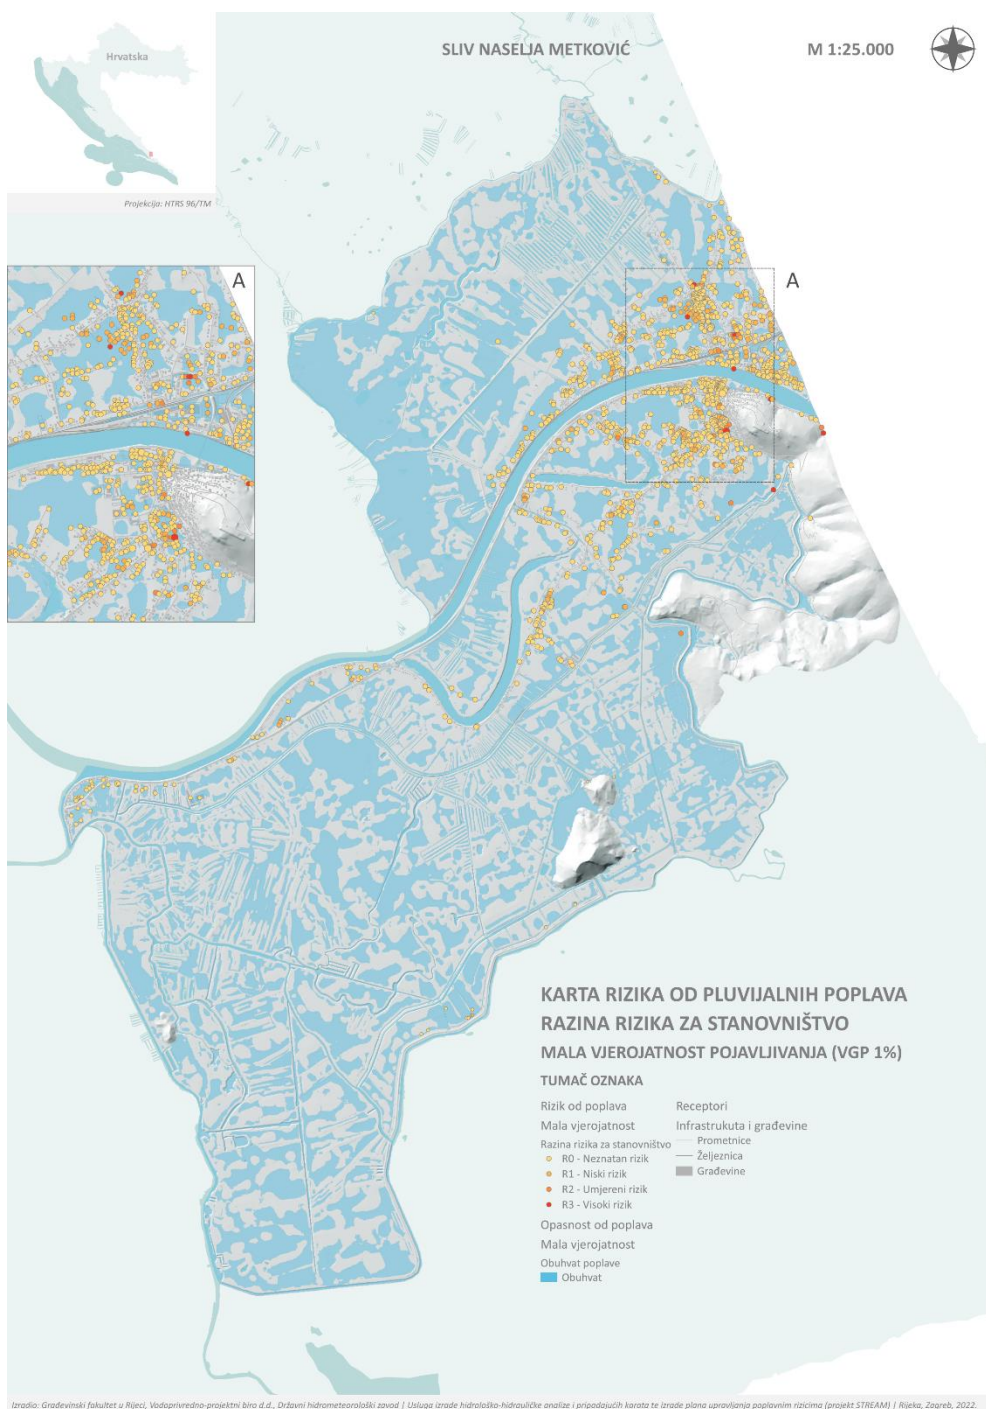 Hrvatska
SLIV NASELJA METKOVIĆ
M 1:25.000
Projekcija: HTRS 96/TM
A
A
KARTA RIZIKA OD PLUVIJALNIH POPLAVA
RAZINA RIZIKA ZA STANOVNIŠTVO
MALA VJEROJATNOST POJAVLJIVANJA (VGP 1%)
TUMAČ OZNAKA
Rizik od poplava
Mala vjerojatnost
Razina rizika za stanovništvo
R0 - Neznatan rizik
R1 - Niski rizik
R2 - Umjereni rizik
R3 - Visoki rizik
Opasnost od poplava
Mala vjerojatnost
Obuhvat poplave
Obuhvat
Receptori
Infrastrukuta i građevine
Prometnice
Željeznica
Građevine
Izradio: Građevinski fakultet u Rijeci, Vodoprivredno-projektni biro d.d., Državni hidrometeorološki zavod | Usluga izrade hidrološko-hidrauličke analize i pripadajućih karata te izrade plana upravljanja poplavnim rizicima (projekt STREAM) | Rijeka, Zagreb, 2022.